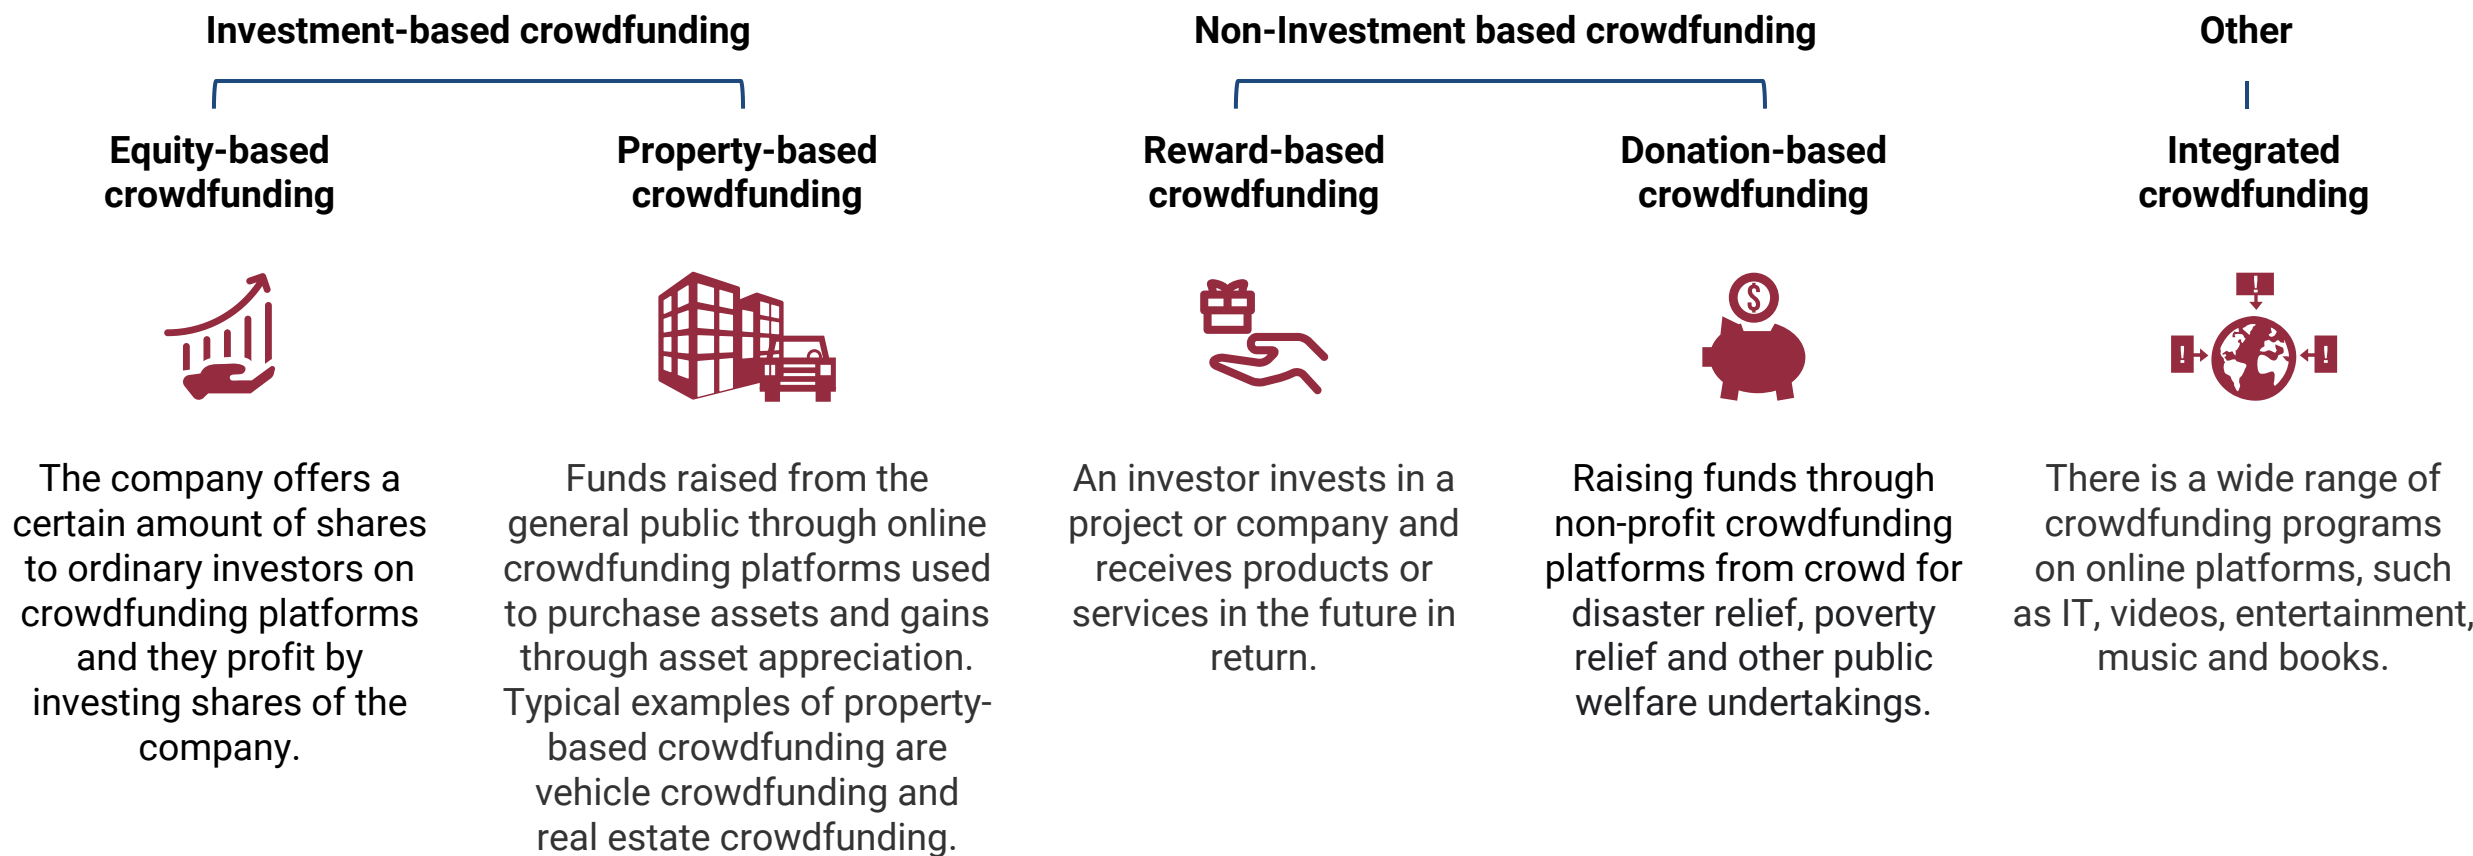 Investment-based crowdfunding
Non-Investment based crowdfunding
Other
Equity-based
crowdfunding
Property-based
crowdfunding
Reward-based
crowdfunding
Donation-based
crowdfunding
Integrated
crowdfunding
$
!
!
!
The company offers a
certain amount of shares
to ordinary investors on
crowdfunding platforms
and they profit by
investing shares of the
company.
Funds raised from the
general public through online
crowdfunding platforms used
to purchase assets and gains
through asset appreciation.
Typical examples of property-
based crowdfunding are
vehicle crowdfunding and
real estate crowdfunding.
An investor invests in a
project or company and
receives products or
services in the future in
return.
Raising funds through
non-profit crowdfunding
platforms from crowd for
disaster relief, poverty
relief and other public
welfare undertakings.
There is a wide range of
crowdfunding programs
on online platforms, such
as IT, videos, entertainment,
music and books.